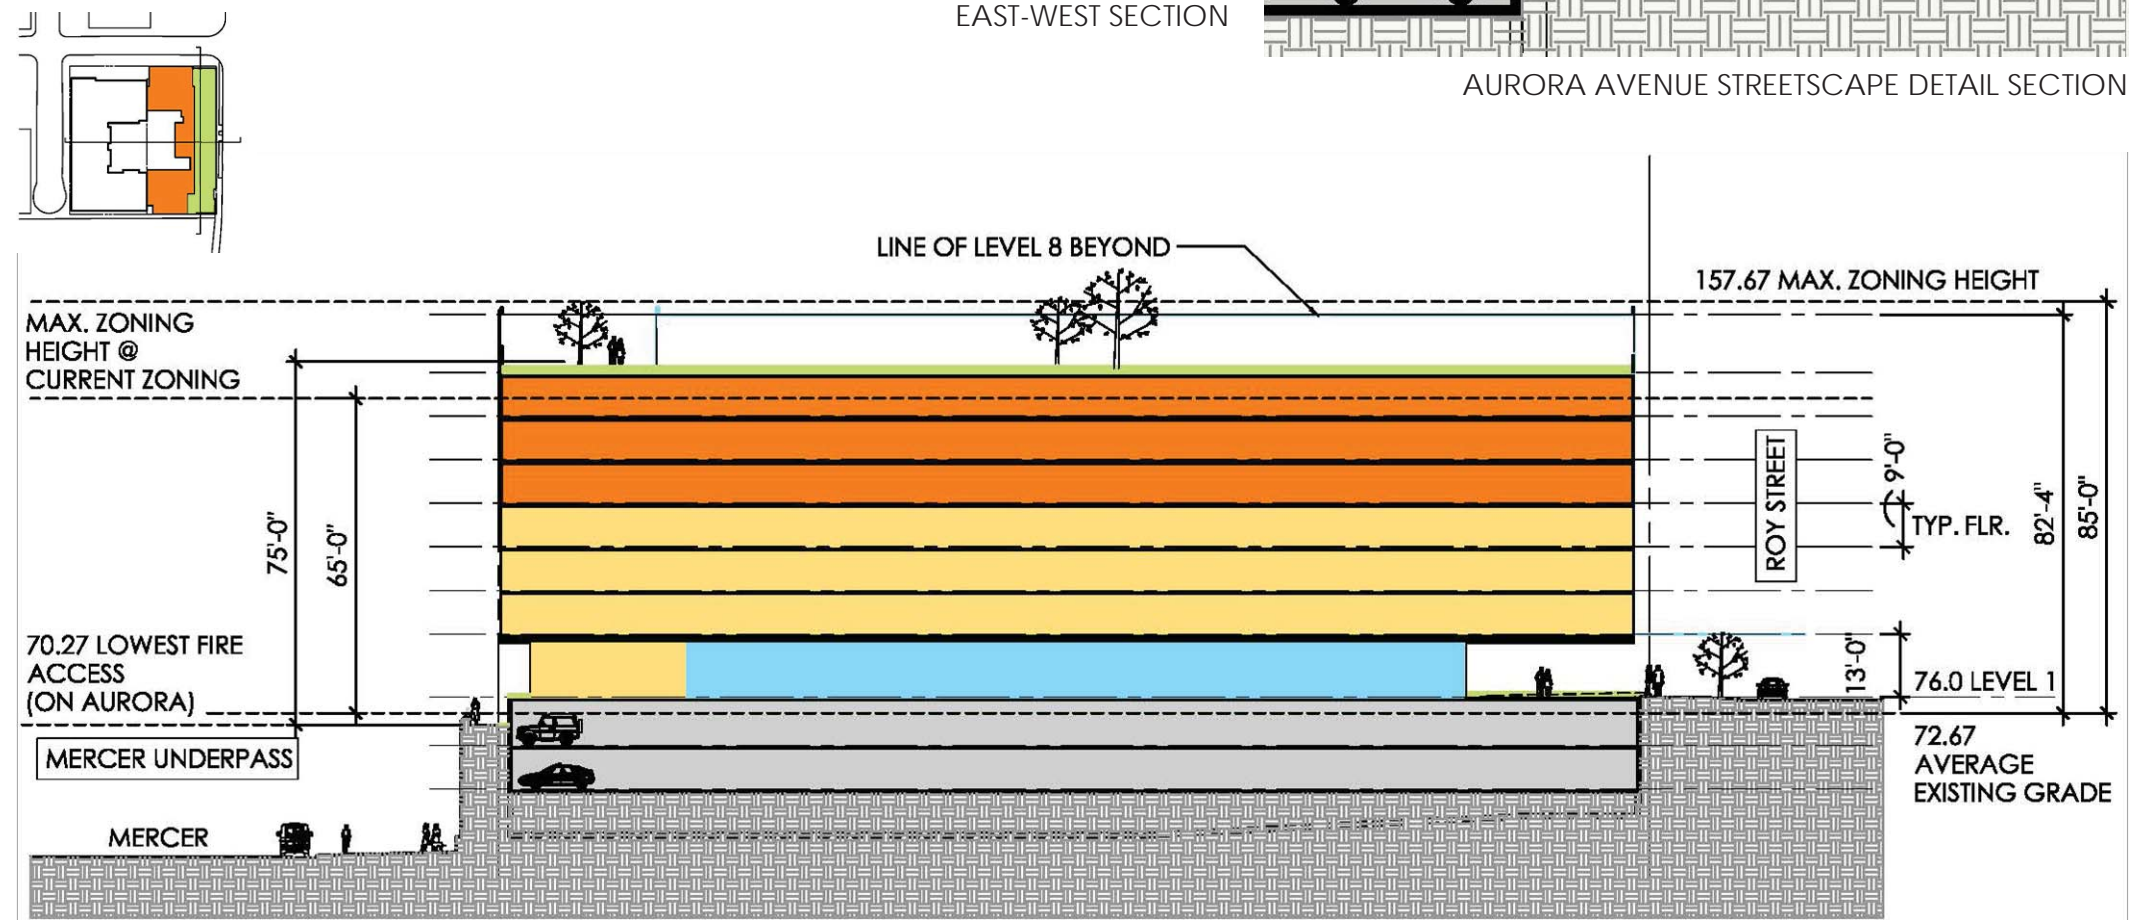 EAST-WEST SECTION
AURORA AVENUE STREETSCAPE DETAIL SECTION
LINE OF LEVEL 8 BEYOND
157.67 MAX. ZONING HEIGHT
MAX. ZONING
HEIGHT @
CURRENT ZONING
75'-0"
65'-0"
ROY STREET
9'-0"
TYP. FLR.
82'-4"
85'-0"
70.27 LOWEST FIRE
ACCESS
(ON AURORA)
13'-0"
76.0 LEVEL 1
MERCER UNDERPASS
72.67
AVERAGE
EXISTING GRADE
MERCER